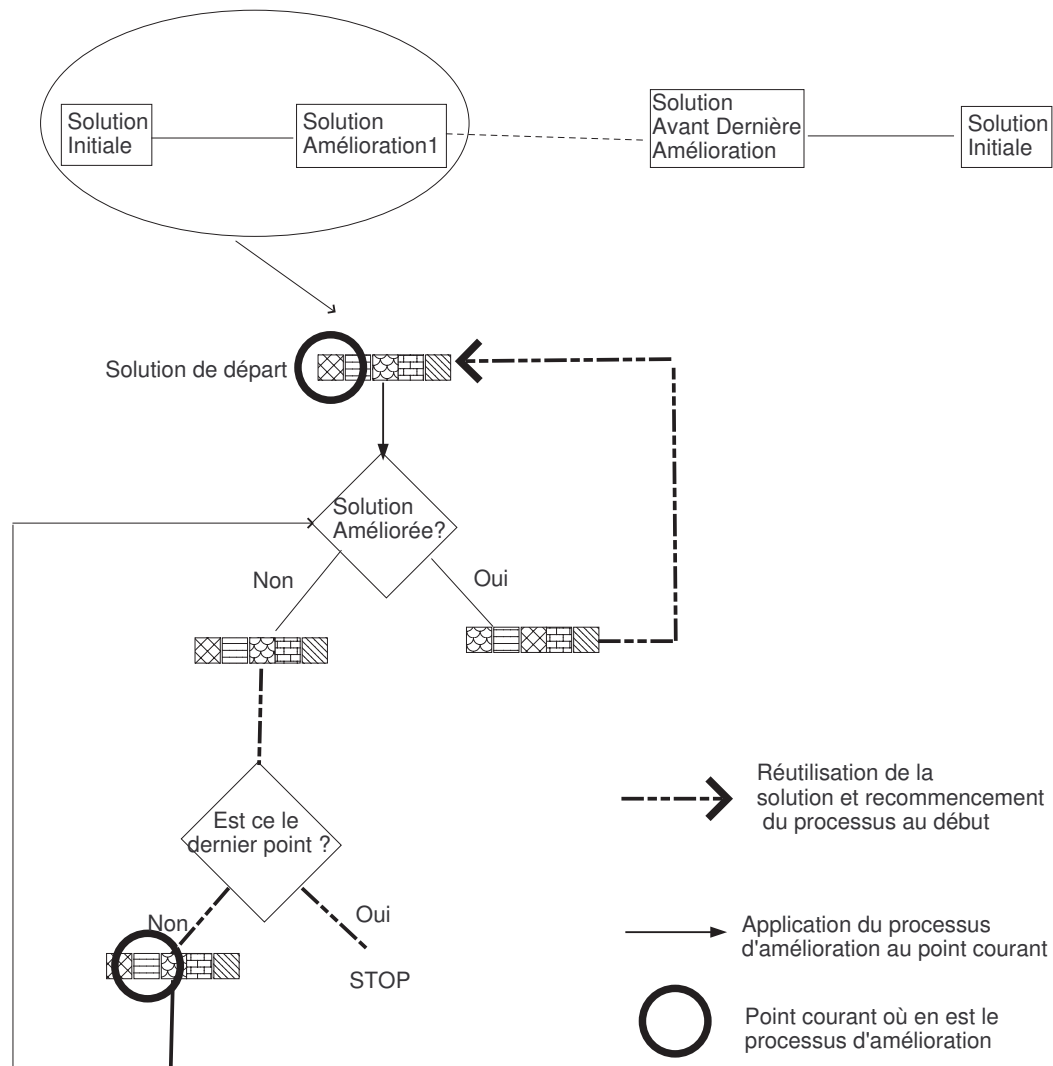 Solution
Initiale
Solution
Amélioration1
Solution
Avant Dernière
Amélioration
Solution
Initiale
Solution de départ
Solution
Améliorée?
Non
Oui
Est ce le
dernier point ?
Non
Oui
STOP
Réutilisation de la
solution et recommencement
du processus au début
Application du processus
d'amélioration au point courant
Point courant où en est le
processus d'amélioration